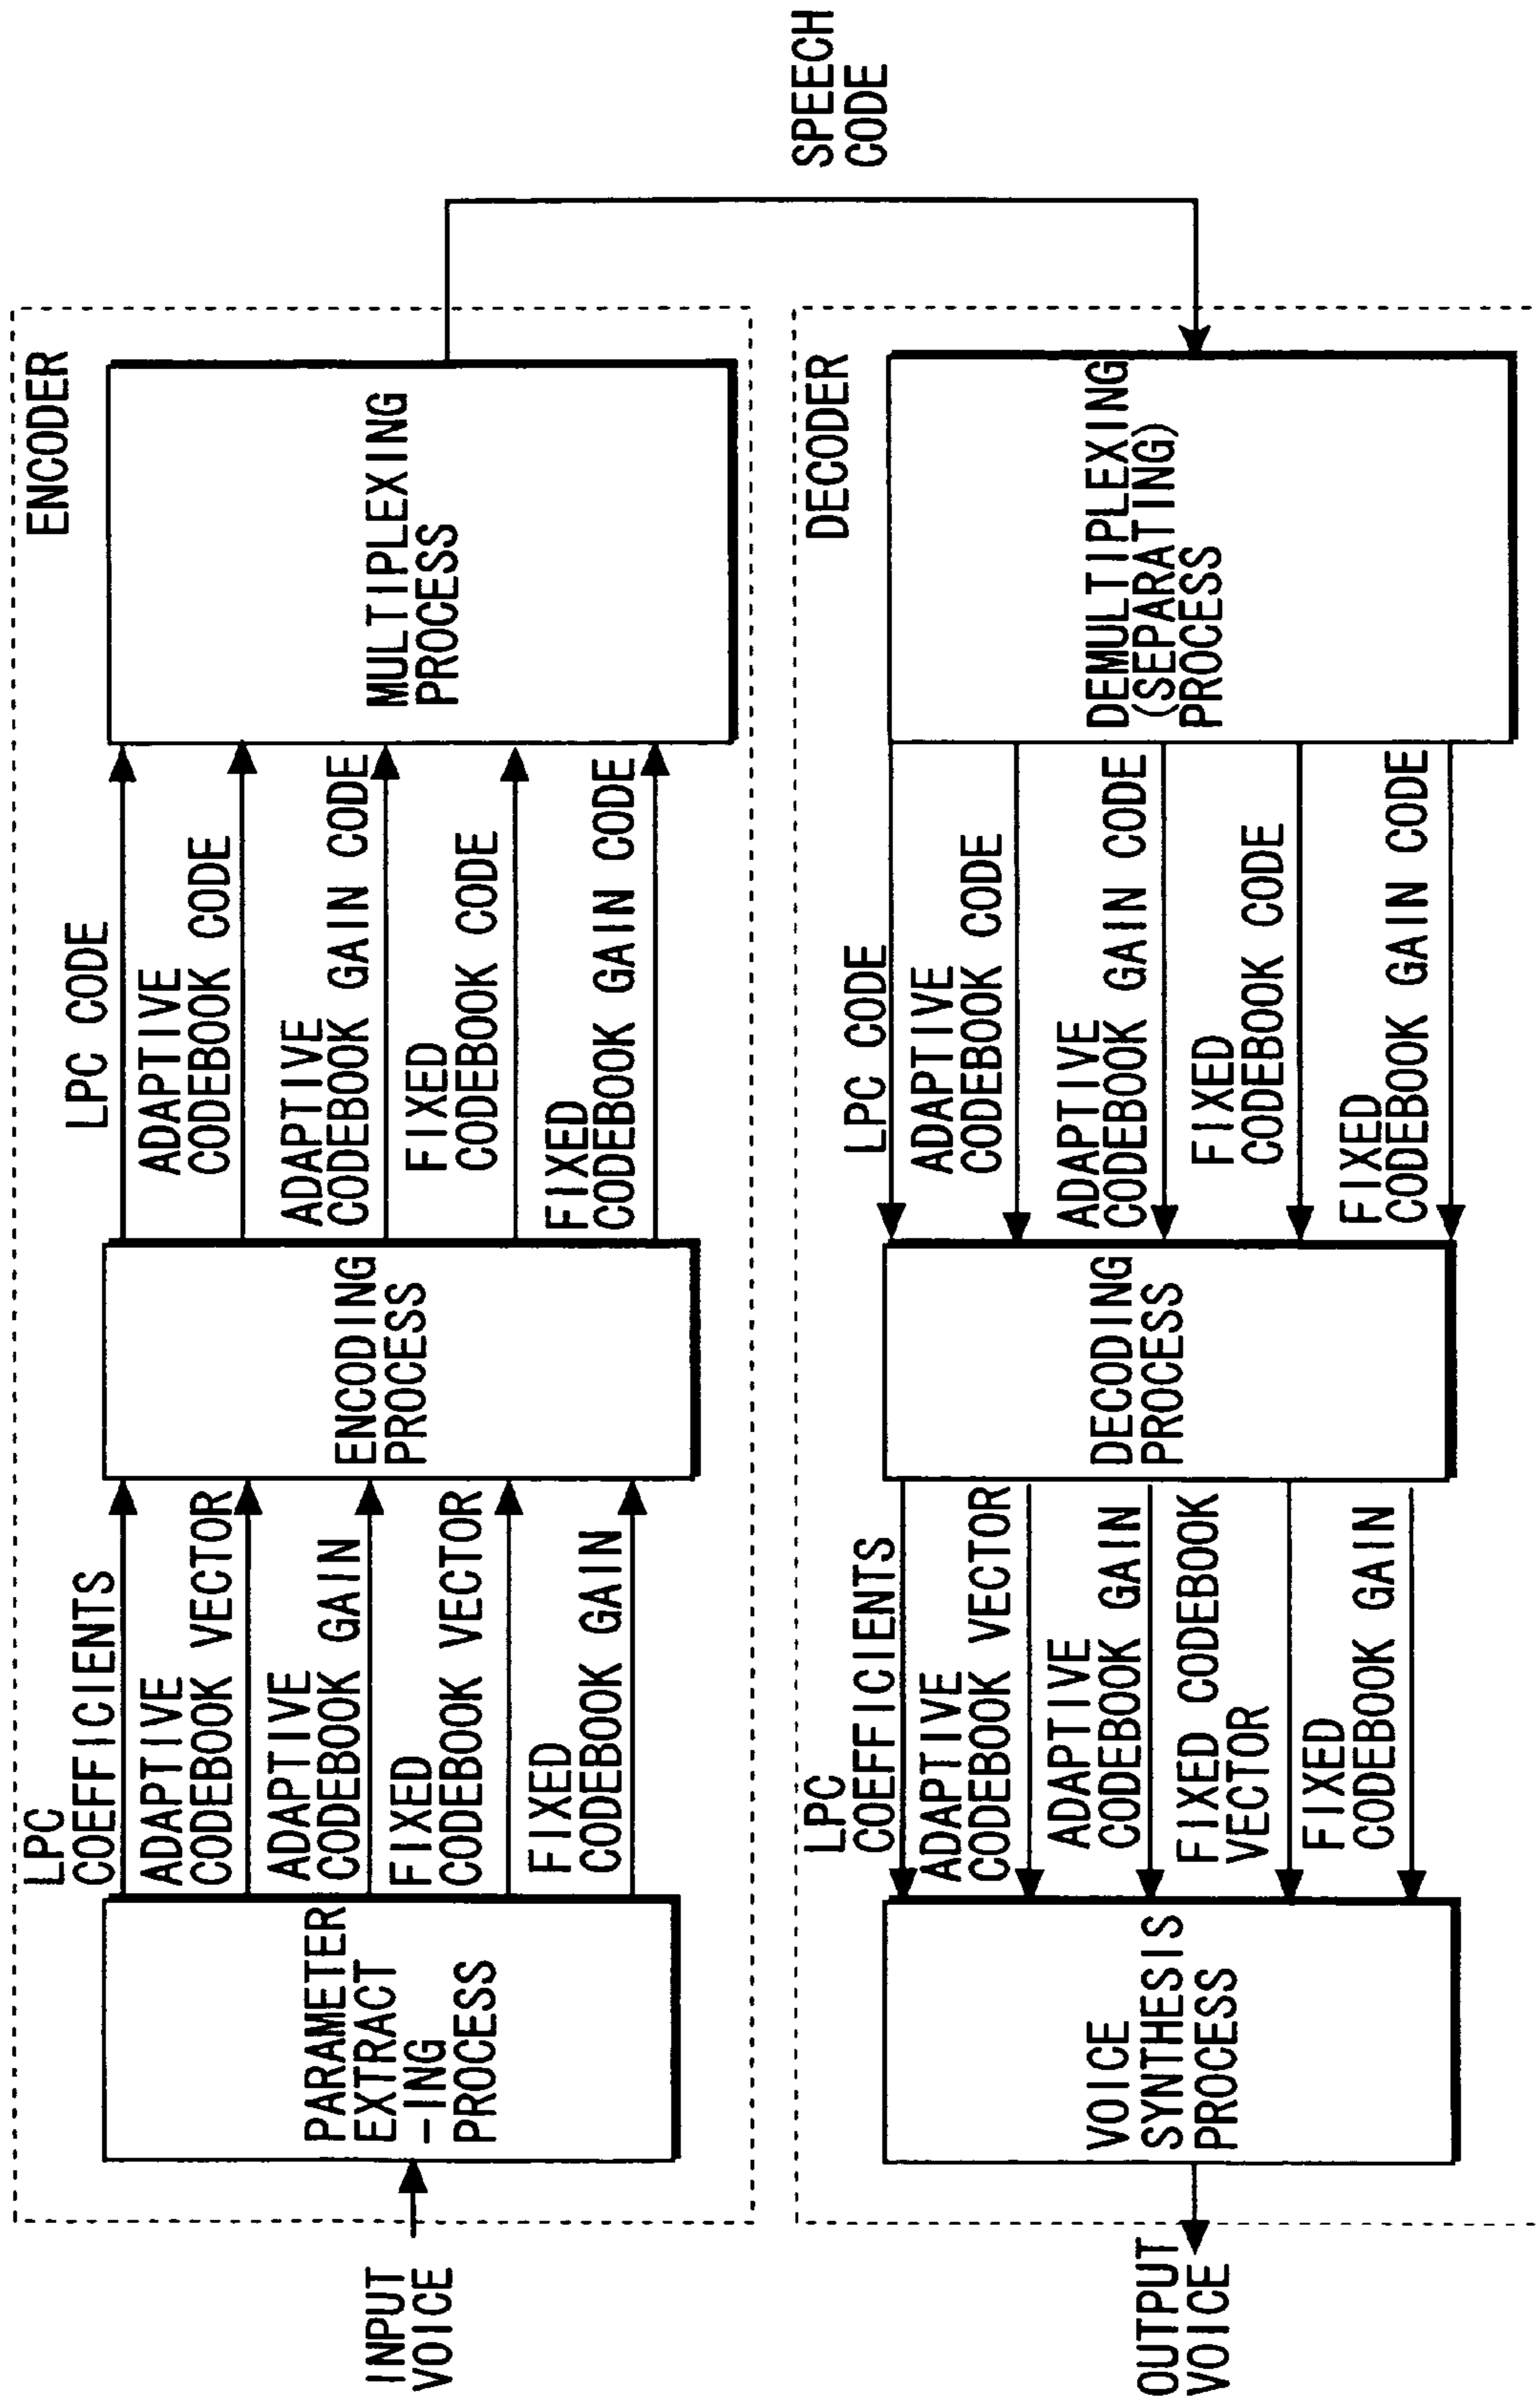 ENCODER
INPUT
VOICE
PARAMETER
EXTRACT
-ING
PROCESS
LPC
COEFFICIENTS
ADAPTIVE
CODEBOOK VECTOR
ADAPTIVE
CODEBOOK GAIN
FIXED
CODEBOOK VECTOR
FIXED
CODEBOOK GAIN
ENCODING
PROCESS
LPC CODE
ADAPTIVE
CODEBOOK CODE
ADAPTIVE
CODEBOOK GAIN CODE
FIXED
CODEBOOK CODE
FIXED
CODEBOOK GAIN CODE
MULTIPLEXING
PROCESS
SPEECH
CODE
DECODER
DEMULTIPLEXING
(SEPARATING)
PROCESS
LPC CODE
ADAPTIVE
CODEBOOK CODE
ADAPTIVE
CODEBOOK GAIN CODE
FIXED
CODEBOOK CODE
FIXED
CODEBOOK GAIN CODE
DECODING
PROCESS
LPC
COEFFICIENTS
ADAPTIVE
CODEBOOK VECTOR
ADAPTIVE
CODEBOOK GAIN
FIXED CODEBOOK
VECTOR
FIXED
CODEBOOK GAIN
VOICE
SYNTHESIS
PROCESS
OUTPUT
VOICE